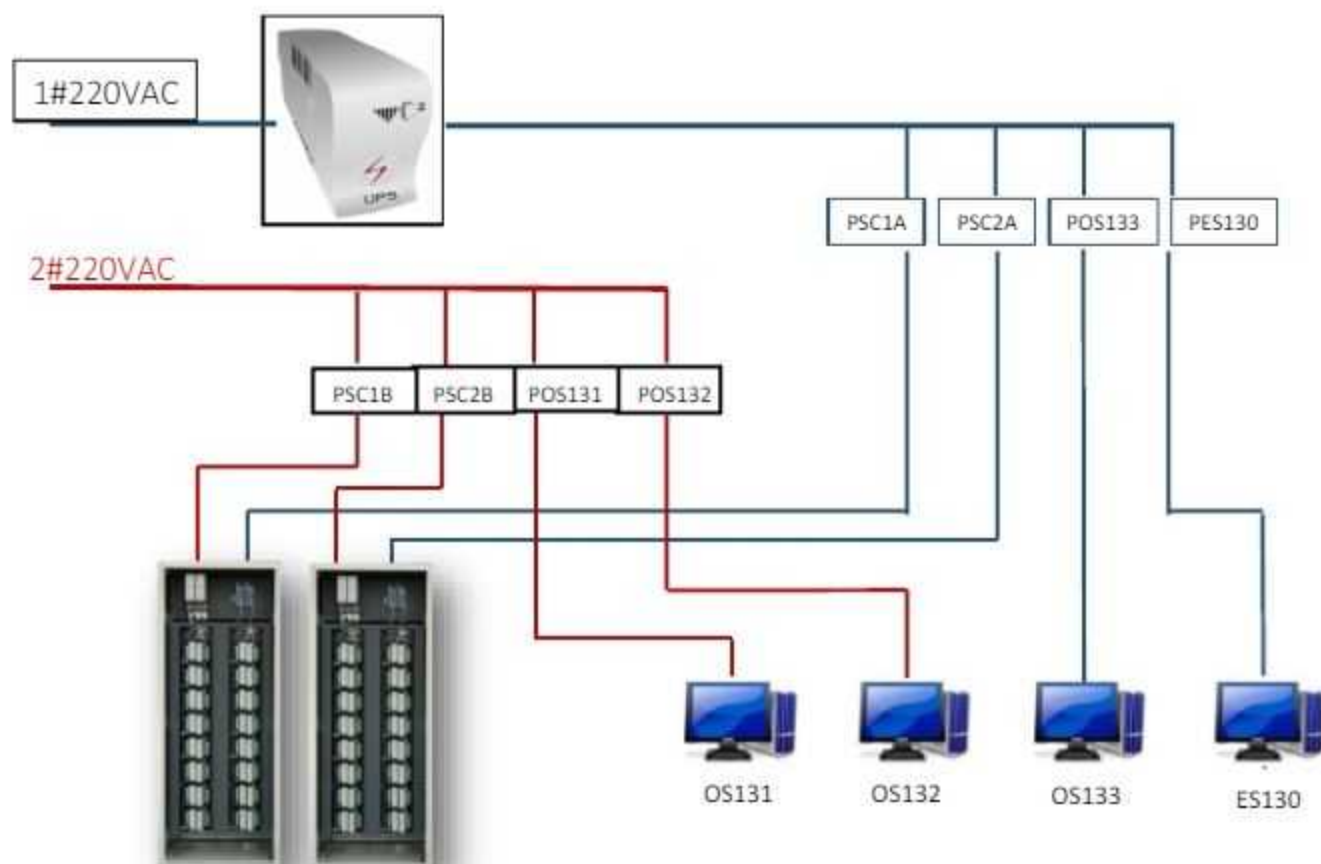 1#220VAC
UPS
PSC1A
PSC2A
POS133
PES130
2#220VAC
PSC1B
PSC2B
POS131
POS132
OS131
OS132
OS133
ES130